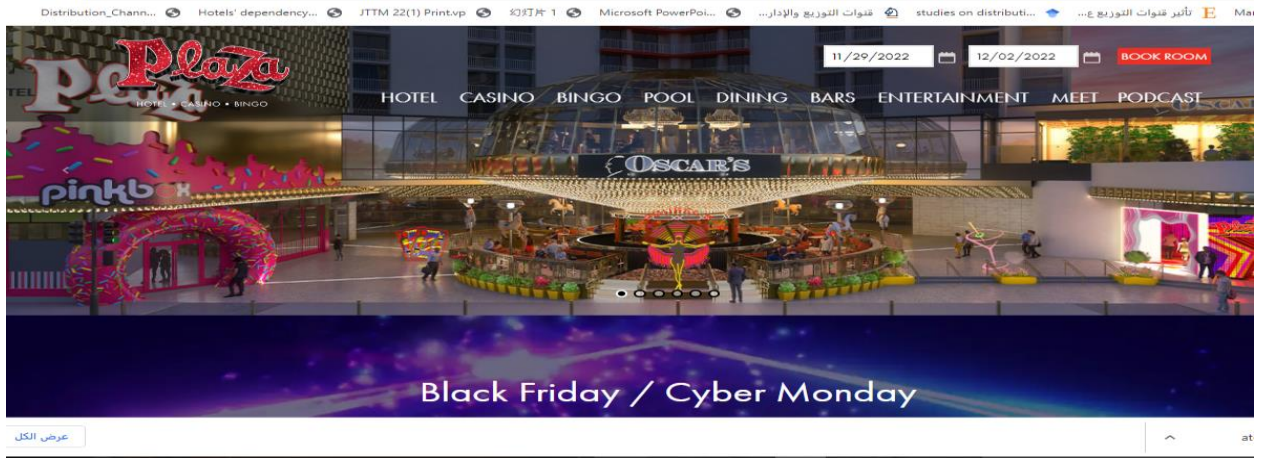 Distribution_Chann... Hotels' dependency... JTTM 22(1) Print.vp 幻灯片 1 Microsoft PowerPoi... قنوات التوزيع والإدار... studies on distributi... تأثير قنوات التوزيع ع...
Plaza
HOTEL • CASINO • BINGO
11/29/2022 12/02/2022 BOOK ROOM
HOTEL CASINO BINGO POOL DINING BARS ENTERTAINMENT MEET PODCAST
OSCAR'S
Black Friday / Cyber Monday
عرض الكل